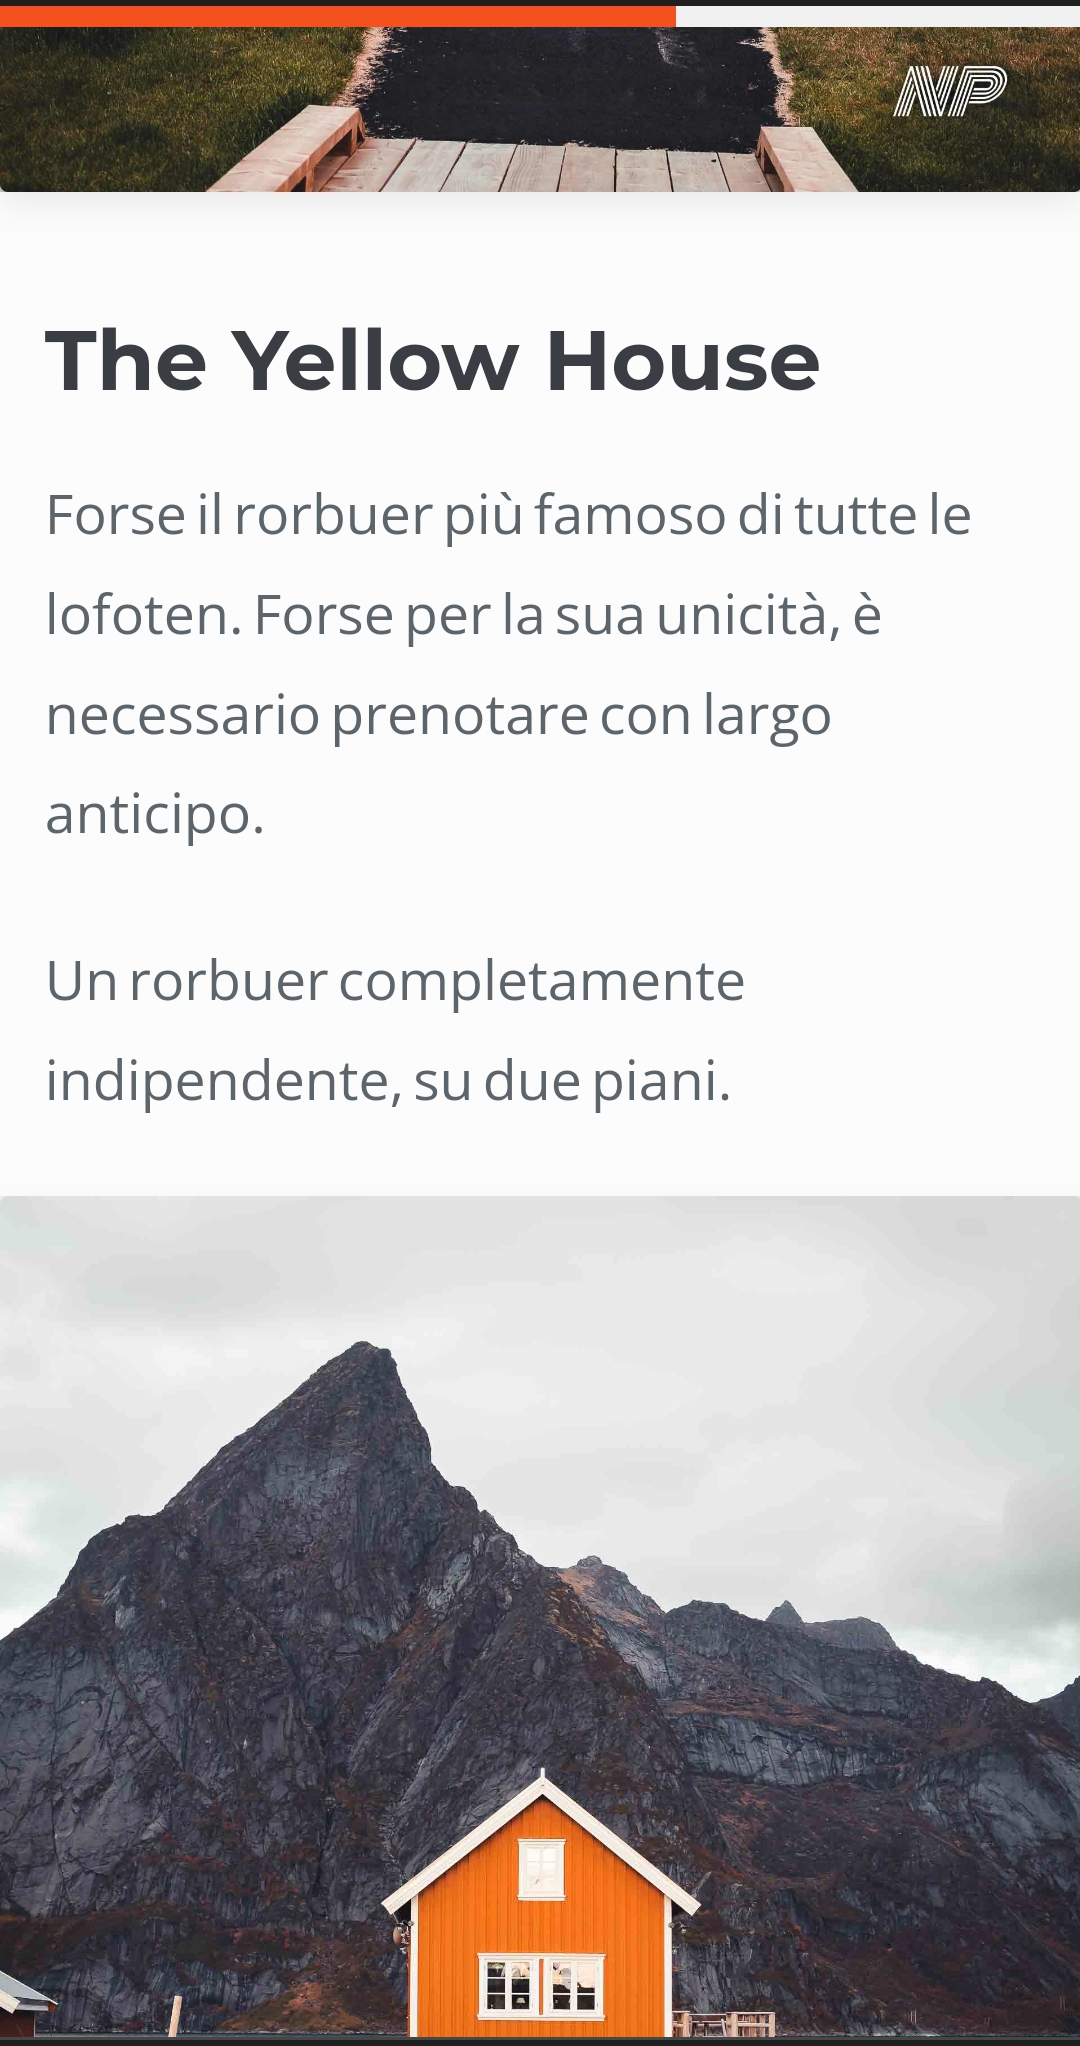 NP
The Yellow House
Forse il rorbuer più famoso di tutte le
lofoten. Forse per la sua unicità, è
necessario prenotare con largo
anticipo.
Un rorbuer completamente
indipendente, su due piani.